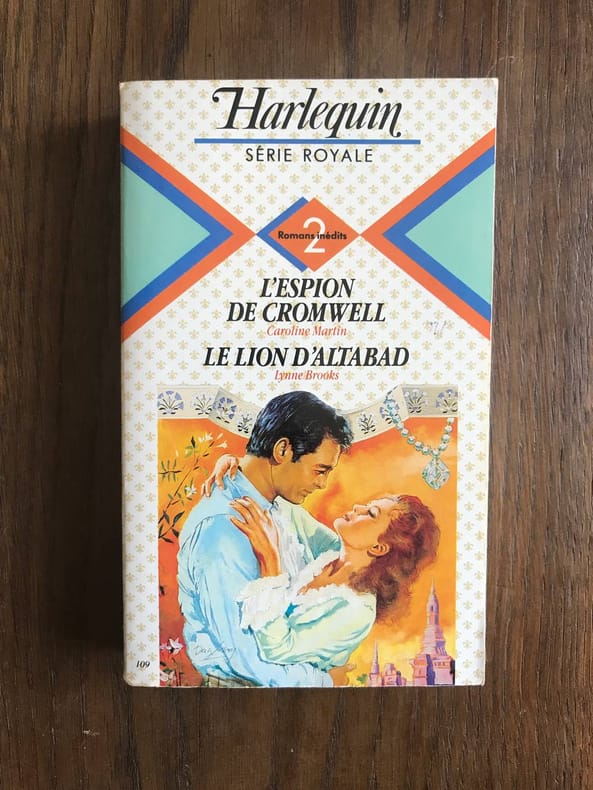 Harlequin
SÉRIE ROYALE
2
Romans inédits
L'ESPION
DE CROMWELL
Caroline Martin
LE LION D'ALTABAD
Lynne Brooks
109